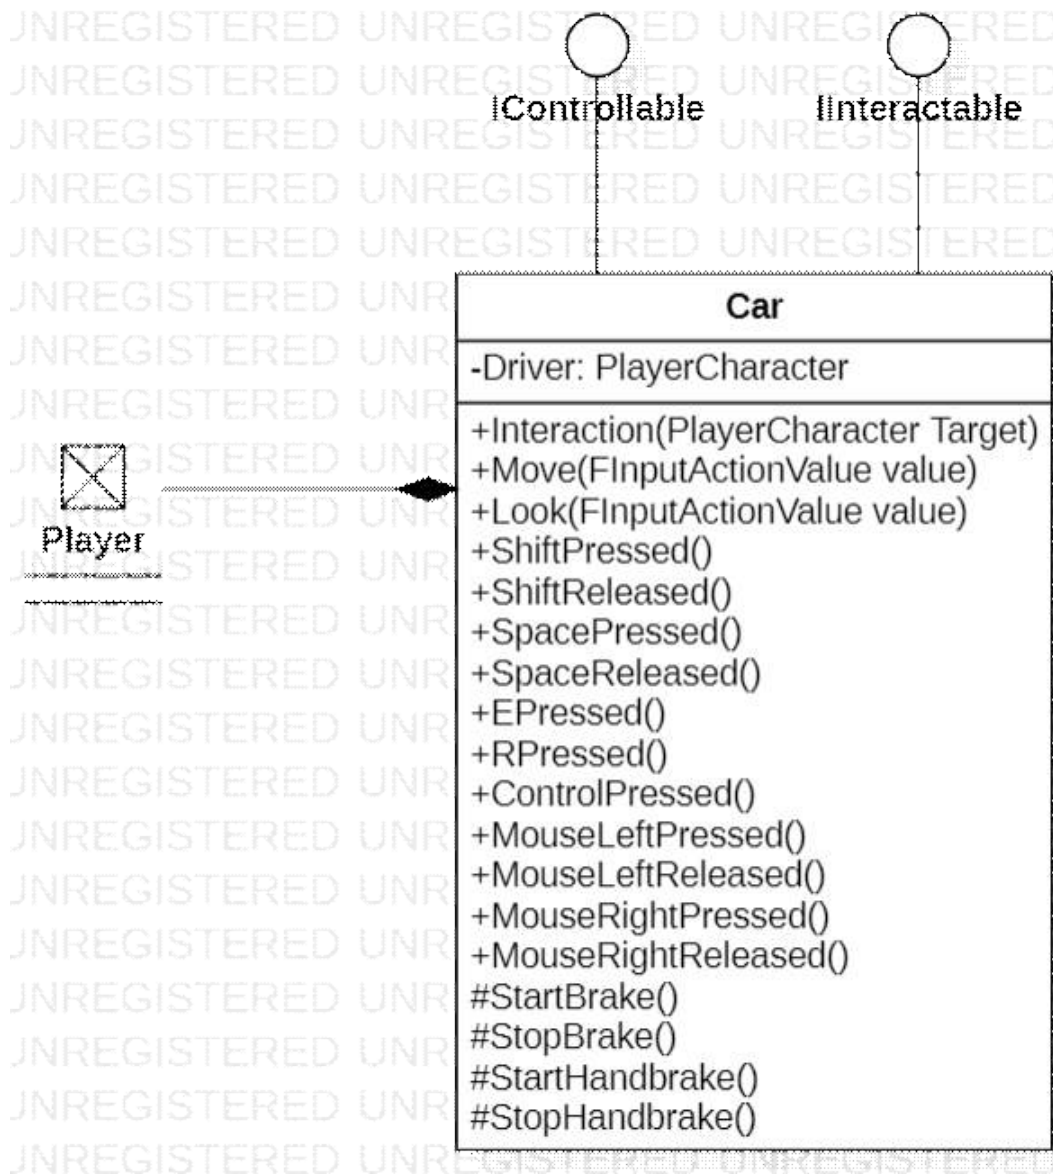 IControllable
IInteractable
Car
-Driver: PlayerCharacter
+Interaction(PlayerCharacter Target)
+Move(FInputActionValue value)
+Look(FInputActionValue value)
+ShiftPressed()
+ShiftReleased()
+SpacePressed()
+SpaceReleased()
+EPressed()
+RPressed()
+ControlPressed()
+MouseLeftPressed()
+MouseLeftReleased()
+MouseRightPressed()
+MouseRightReleased()
#StartBrake()
#StopBrake()
#StartHandbrake()
#StopHandbrake()
Player
UNREGISTERED